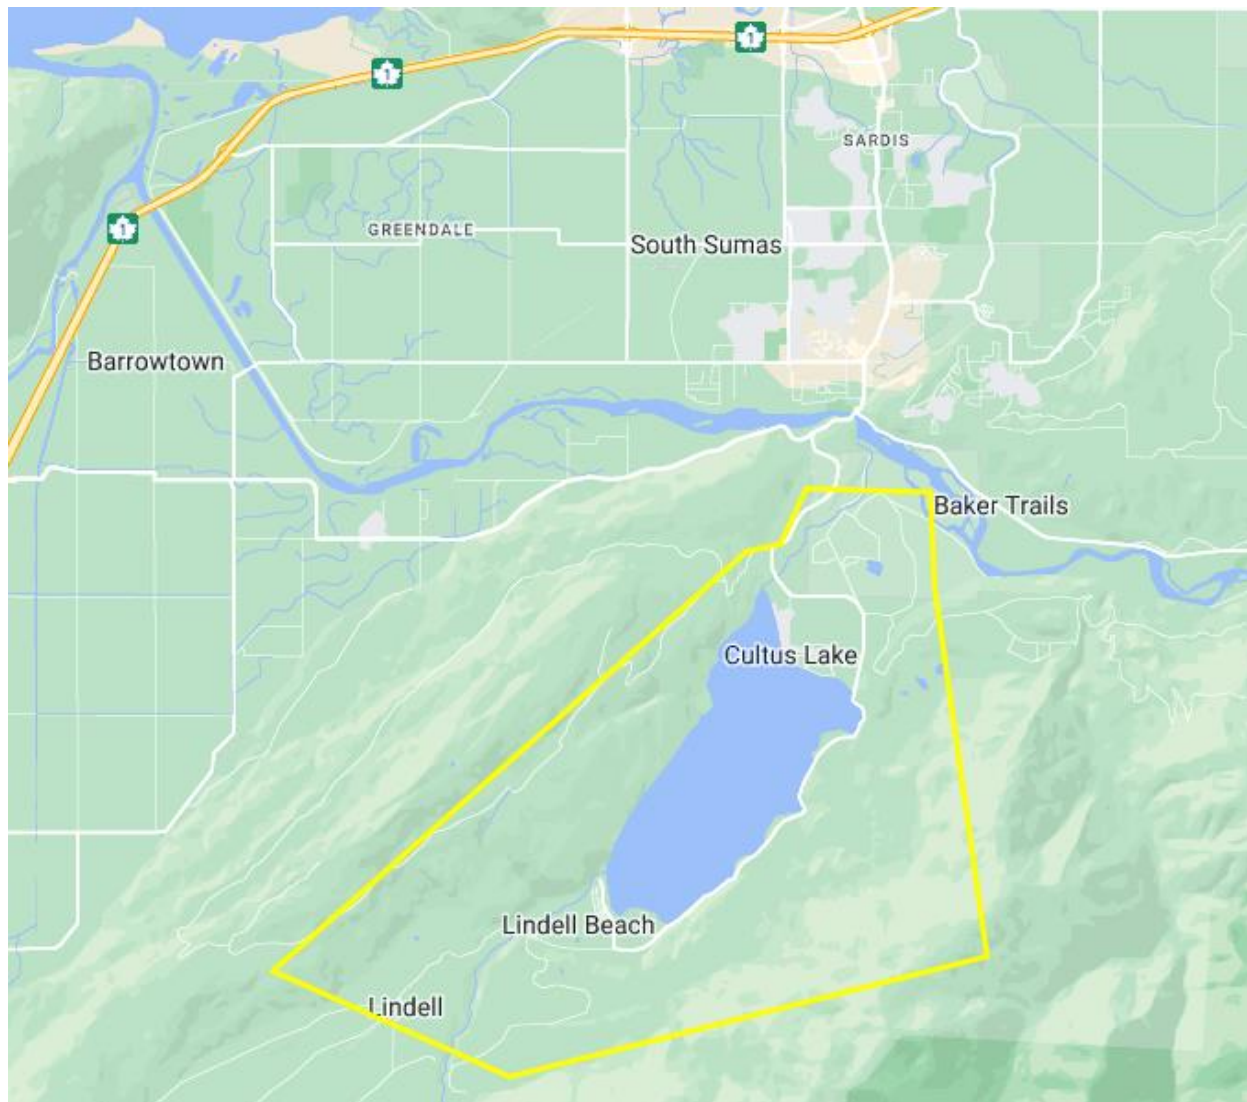 1
1
SARDIS
1
GREENDALE
South Sumas
Barrowtown
Baker Trails
Cultus Lake
Lindell Beach
Lindell